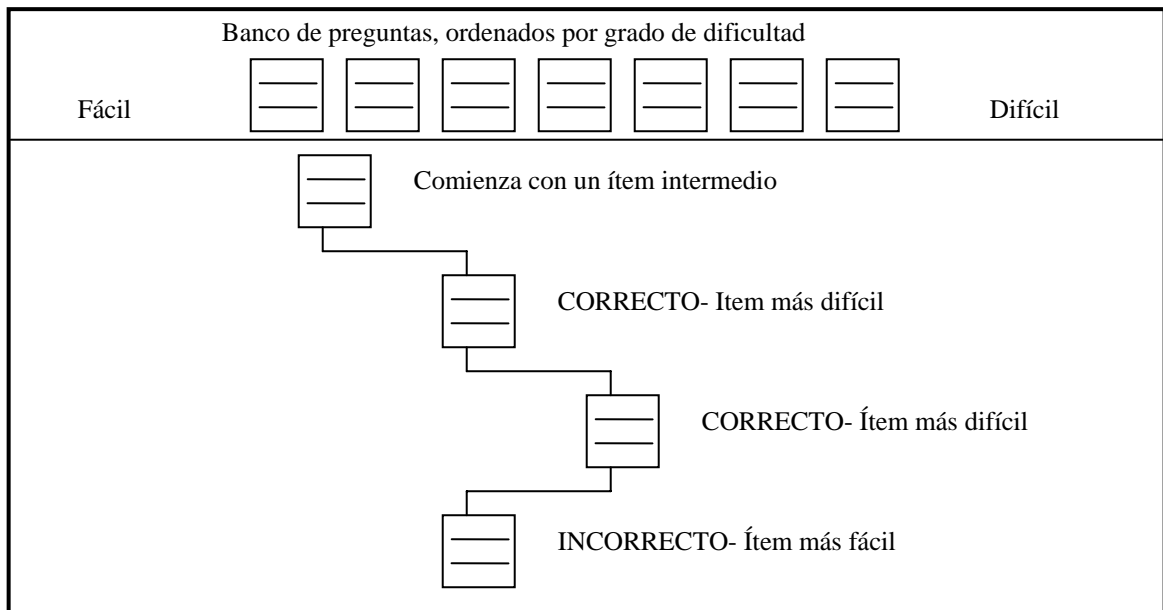 Banco de preguntas, ordenados por grado de dificultad
Fácil
Difícil
Comienza con un ítem intermedio
CORRECTO- Item más difícil
CORRECTO- Ítem más difícil
INCORRECTO- Ítem más fácil